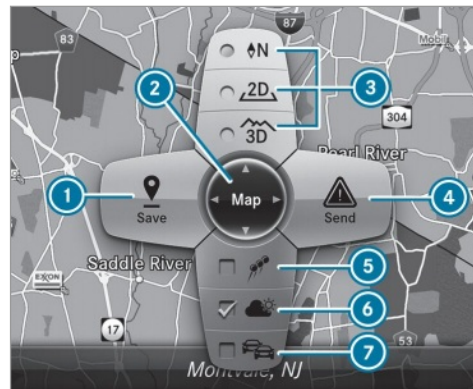 87
83
N
Mobil
2
2D
3
3D
304
Pearl River
1
Map
4
Save
Send
Saddle River
5
EXXON
6
17
53
7
Montvale, NJ